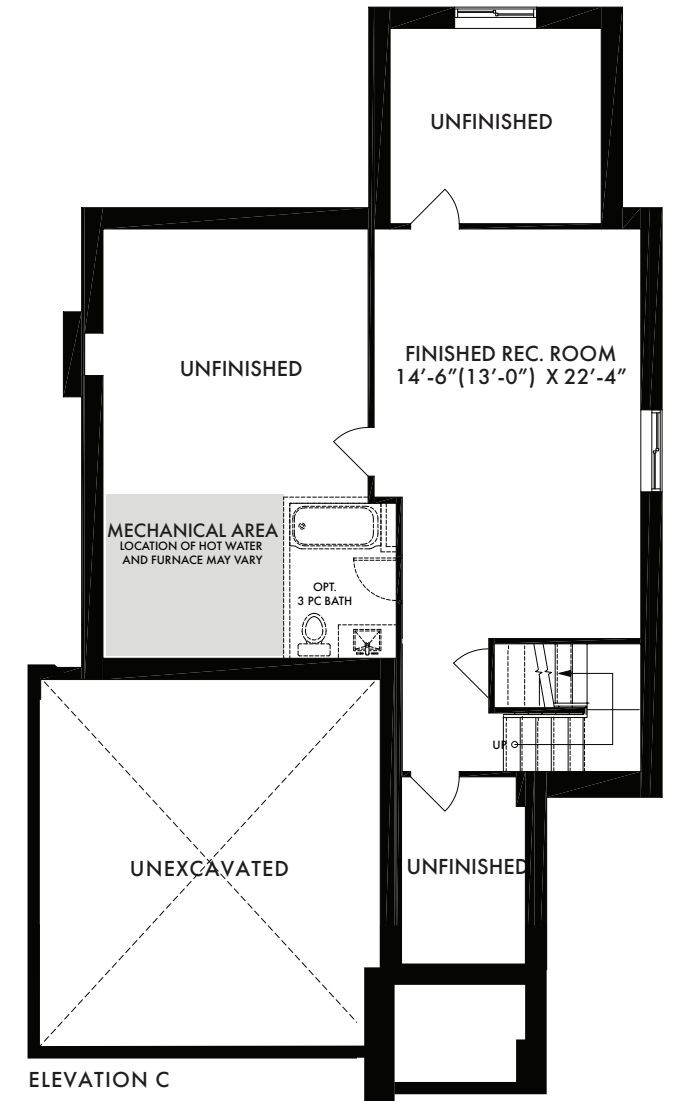 UNFINISHED
FINISHED REC. ROOM
14'-6"(13'-0") X 22'-4"
UNFINISHED
MECHANICAL AREA
LOCATION OF HOT WATER
AND FURNACE MAY VARY
OPT.
3 PC BATH
UP
UNEXCAVATED
UNFINISHED
ELEVATION C